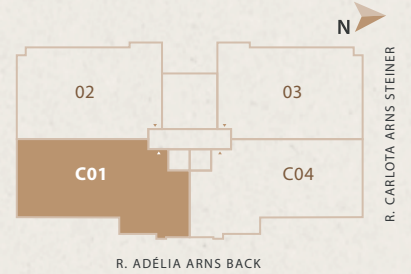 N
02
03
R. CARLOTA ARNS STEINER
C01
C04
R. ADÉLIA ARNS BACK